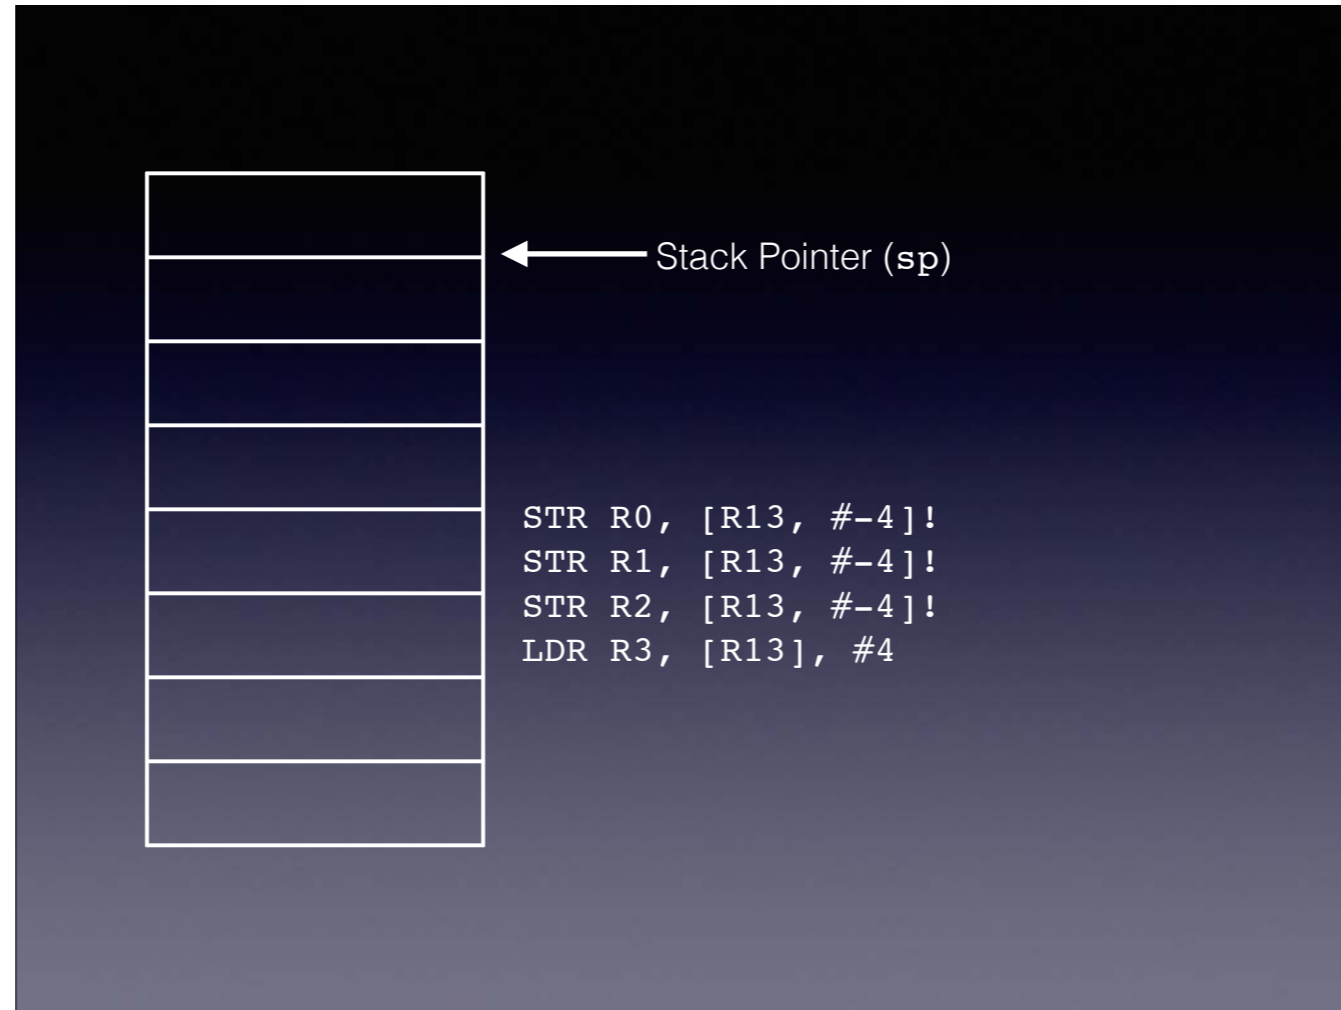 Stack Pointer (sp)
STR R0, [R13, #-4]!
STR R1, [R13, #-4]!
STR R2, [R13, #-4]!
LDR R3, [R13], #4